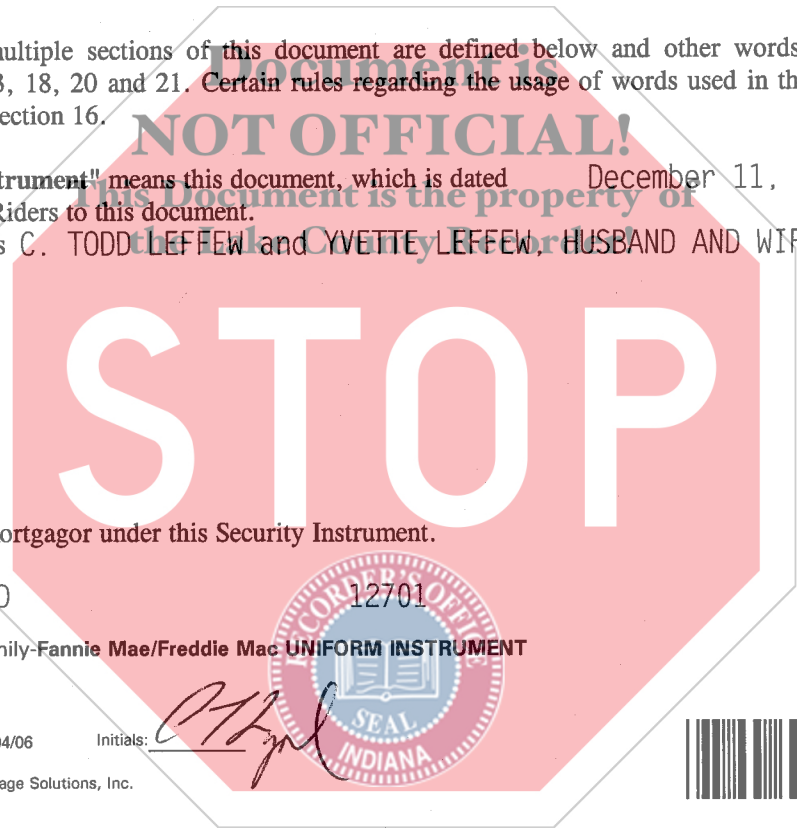 multiple sections of this document are defined below and other words
3, 18, 20 and 21. Certain rules regarding the usage of words used in th
ection 16.
Document is
NOT OFFICIAL!
This Document is the property of
the Lake County Recorder!
trument" means this document, which is dated December 11,
Riders to this document.
s C. TODD LEFFEW and YVETTE LEFFEW, HUSBAND AND WIF
STOP
ortgagor under this Security Instrument.
12701
mily-Fannie Mae/Freddie Mac UNIFORM INSTRUMENT
RECORDER'S OFFICE
SEAL
INDIANA
04/06 Initials:
age Solutions, Inc.